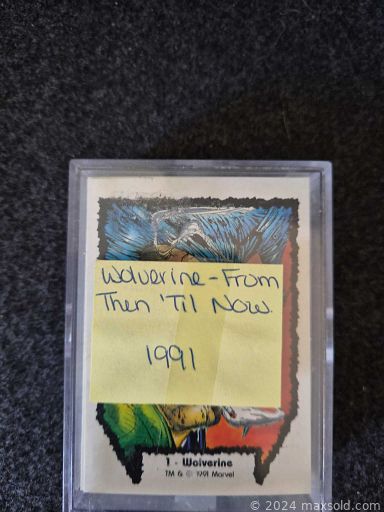 Wolverine - From
Then 'Til Now.
1991
1 - Wolverine
TM & © 1991 Marvel
© 2024 maxsold.com